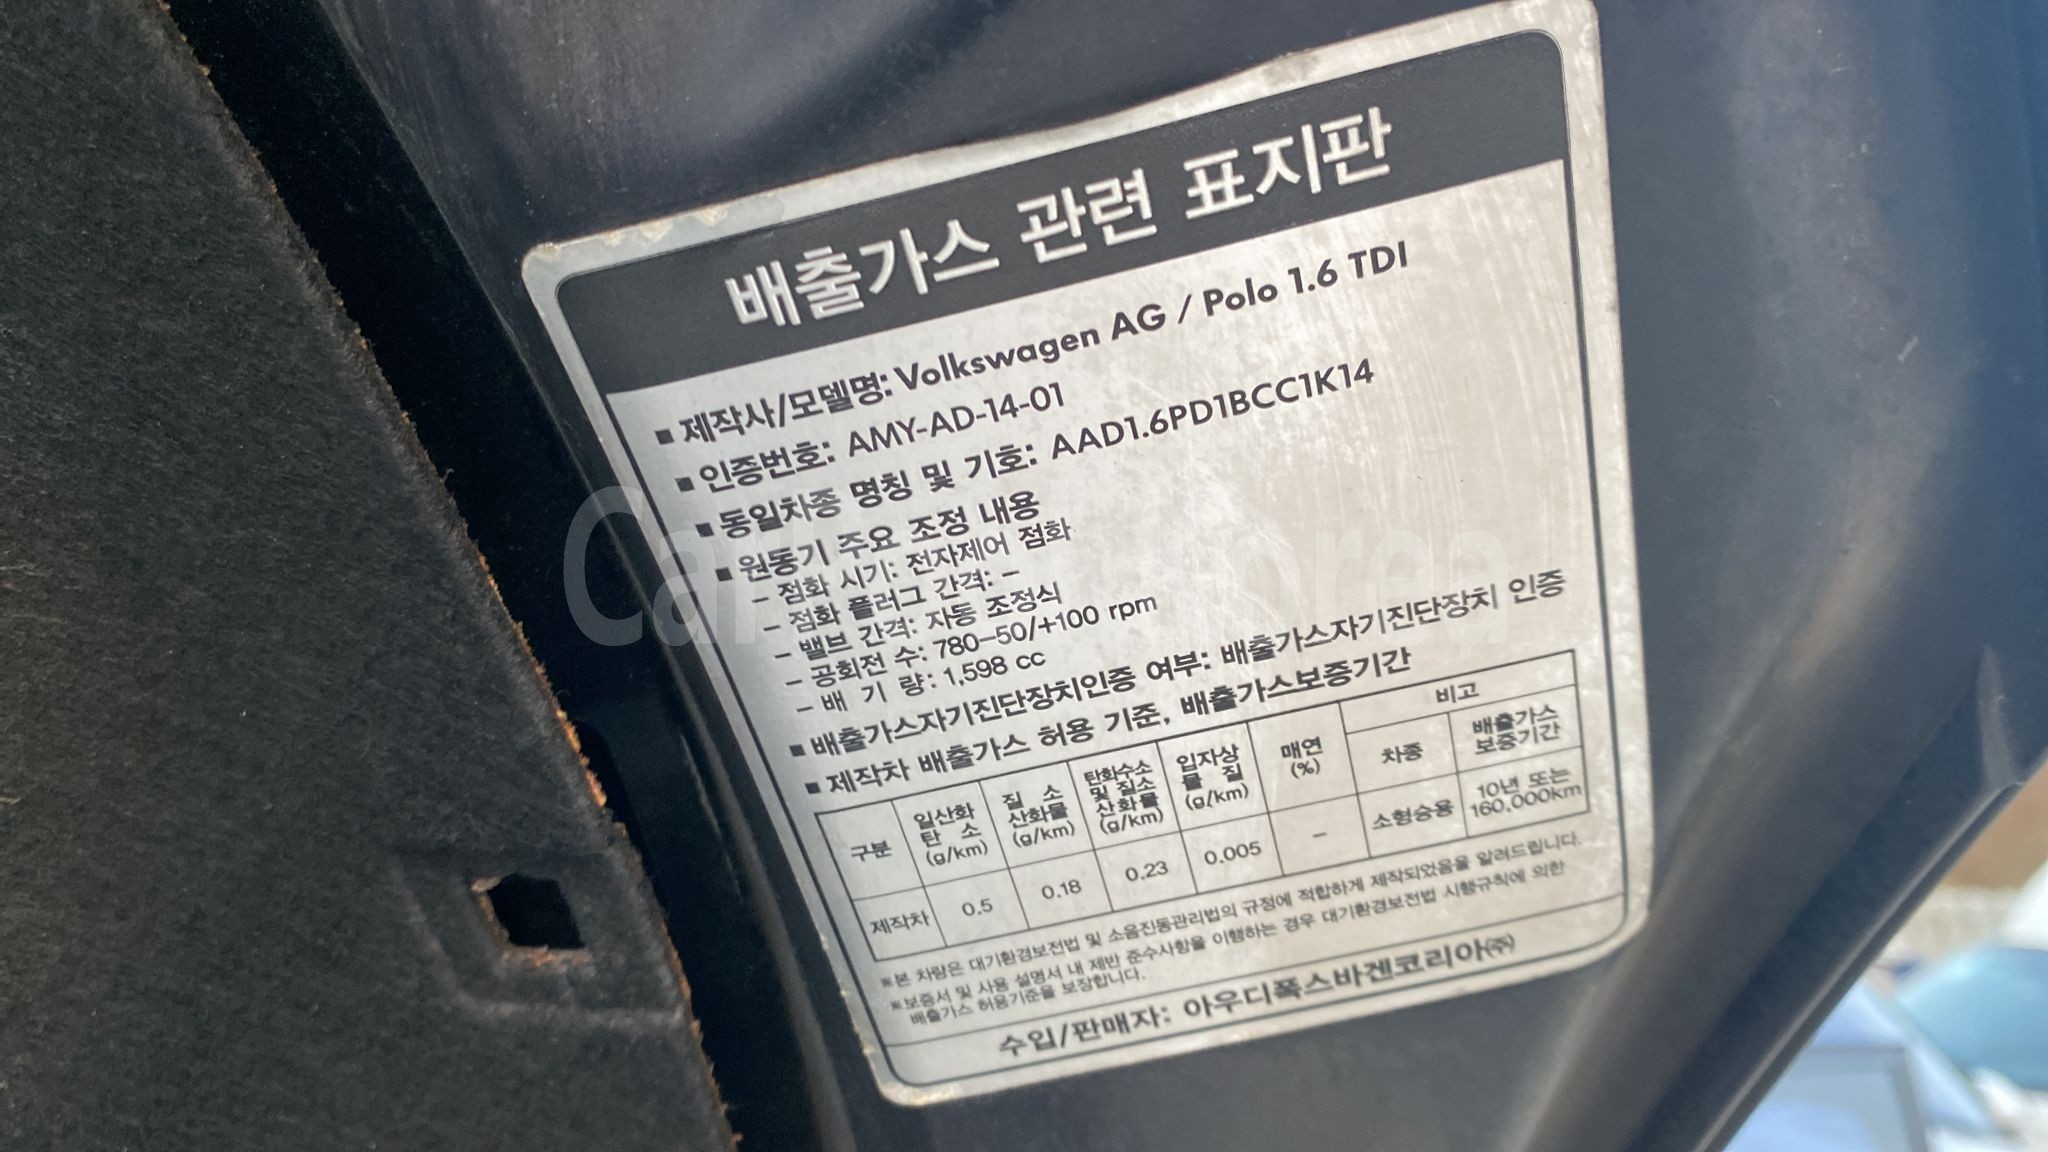 배출가스 관련 표지판
▪ 제작사/모델명: Volkswagen AG / Polo 1.6 TDI
▪ 인증번호: AMY-AD-14-01
▪ 동일차종 명칭 및 기호: AAD1.6PD1BCC1K14
▪ 원동기 주요 조정 내용
- 점화 시기: 전자제어 점화
- 점화 플러그 간격: -
- 밸브 간격: 자동 조정식
- 공회전 수: 780-50/+100 rpm
- 배 기 량: 1,598 cc
▪ 배출가스자기진단장치인증 여부: 배출가스자기진단장치 인증
▪ 제작차 배출가스 허용 기준, 배출가스보증기간
구분 일산화 탄 소 (g/km) 질 소 산화물 (g/km) 탄화수소 및 질소 산화물 (g/km) 입자상 물 질 (g/km) 매연 (%) 비고
차종 배출가스 보증기간
제작차 0.5 0.18 0.23 0.005 - 소형승용 10년 또는 160,000km
※본 차량은 대기환경보전법 및 소음진동관리법의 규정에 적합하게 제작되었음을 알려드립니다.
※보증서 및 사용 설명서 내 제반 준수사항을 이행하는 경우 대기환경보전법 시행규칙에 의한
배출가스 허용기준을 보장합니다.
수입/판매자: 아우디폭스바겐코리아㈜